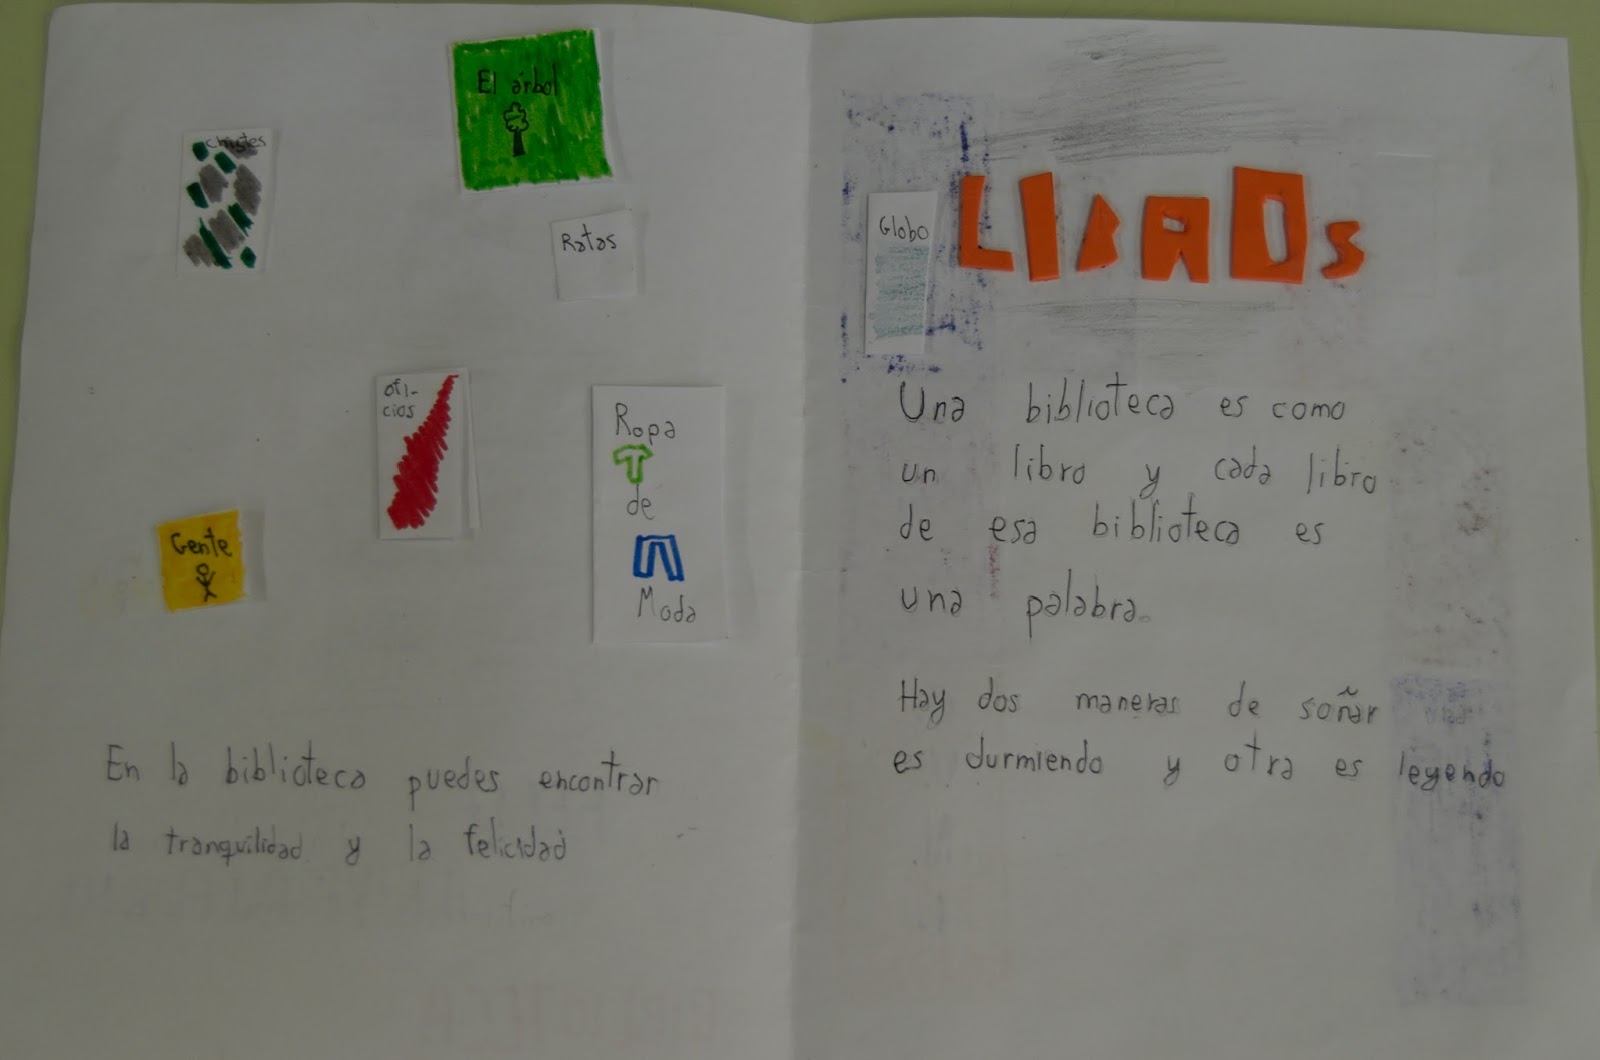 El árbol
chistes
Ratas
ofi-
cios
Ropa
de
Moda
Gente
En la biblioteca puedes encontrar
la tranquilidad y la felicidad
LIBROS
Globo
Una biblioteca es como
un libro y cada libro
de esa biblioteca es
una palabra.
Hay dos maneras de soñar una
es durmiendo y otra es leyendo